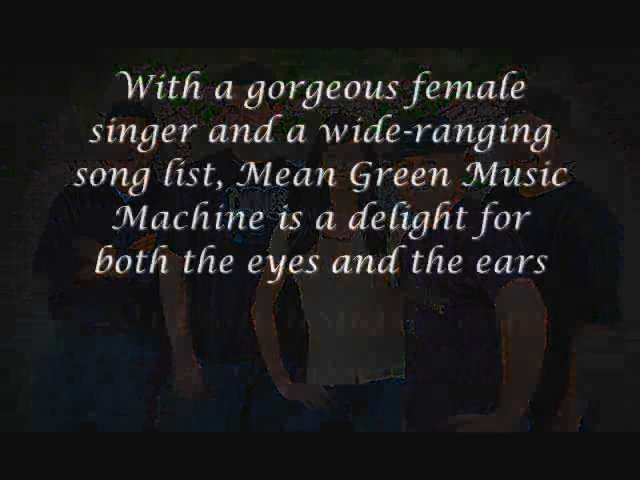 With a gorgeous female
singer and a wide-ranging
song list, Mean Green Music
Machine is a delight for
both the eyes and the ears